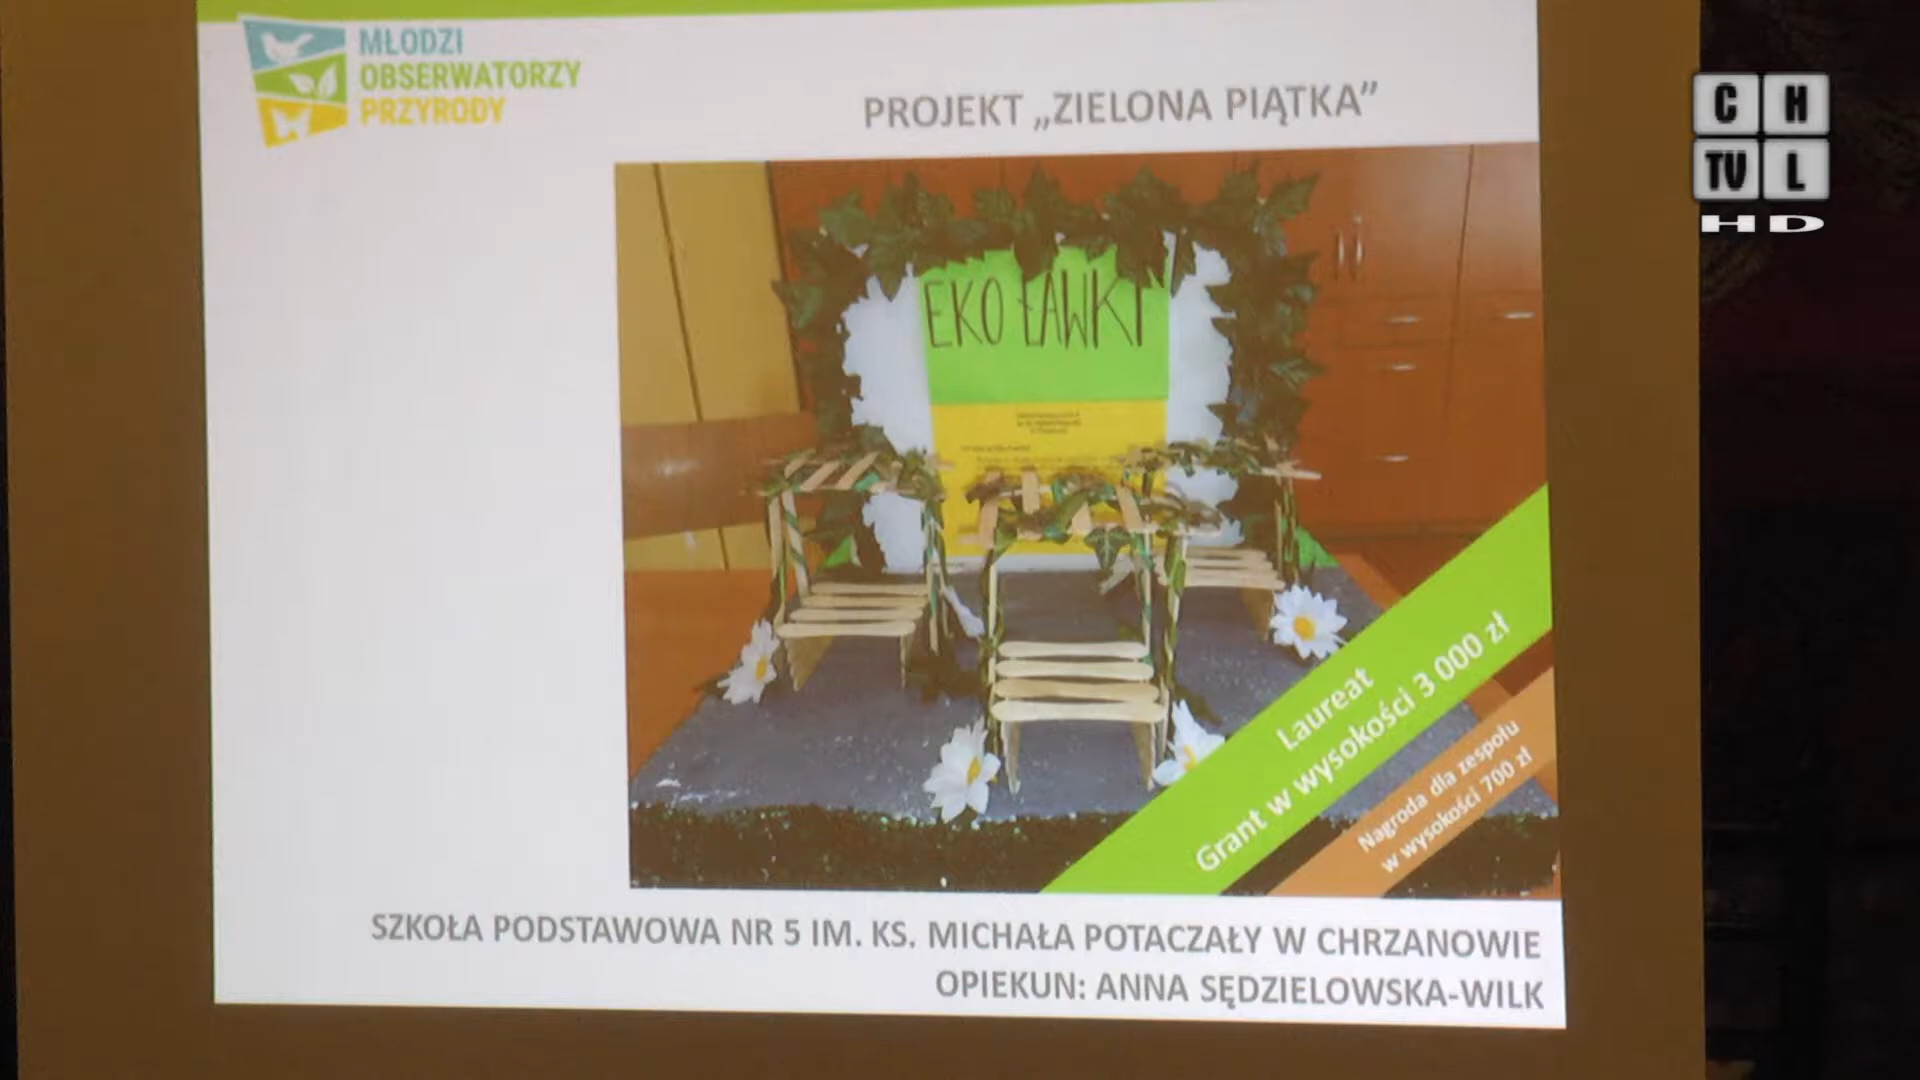 MŁODZI
OBSERWATORZY
PRZYRODY
PROJEKT „ZIELONA PIĄTKA”
C H
TV L
HD
EKO ŁAWKI
Laureat
Grant w wysokości 3 000 zł
Nagroda dla zespołu
w wysokości 700 zł
SZKOŁA PODSTAWOWA NR 5 IM. KS. MICHAŁA POTACZAŁY W CHRZANOWIE
OPIEKUN: ANNA SĘDZIELOWSKA-WILK